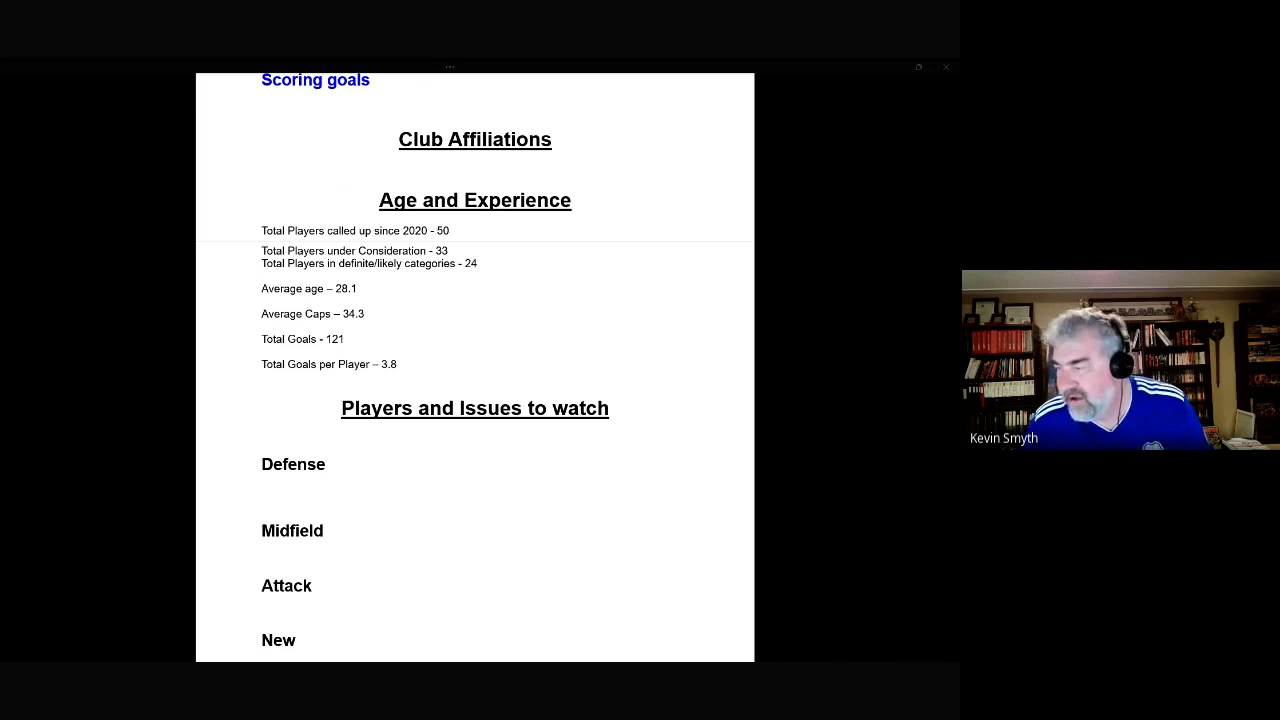 Scoring goals
Club Affiliations
Age and Experience
Total Players called up since 2020 - 50
Total Players under Consideration - 33
Total Players in definite/likely categories - 24
Average age – 28.1
Average Caps – 34.3
Total Goals - 121
Total Goals per Player – 3.8
Players and Issues to watch
Defense
Midfield
Attack
New
Kevin Smyth